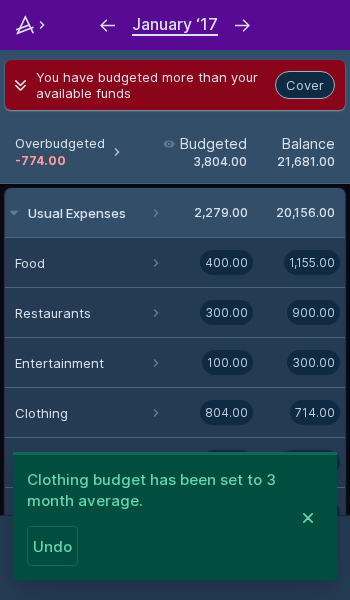 January ‘17
You have budgeted more than your
available funds
Cover
Overbudgeted
-774.00
Budgeted
3,804.00
Balance
21,681.00
Usual Expenses 2,279.00 20,156.00
Food 400.00 1,155.00
Restaurants 300.00 900.00
Entertainment 100.00 300.00
Clothing 804.00 714.00
Clothing budget has been set to 3
month average.
Undo